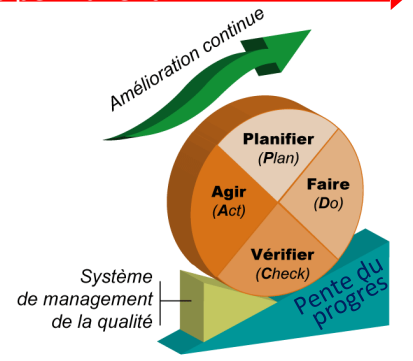 Amélioration continue
Planifier
(Plan)
Agir
(Act)
Faire
(Do)
Vérifier
(Check)
Système
de management
de la qualité
Pente du
progrès